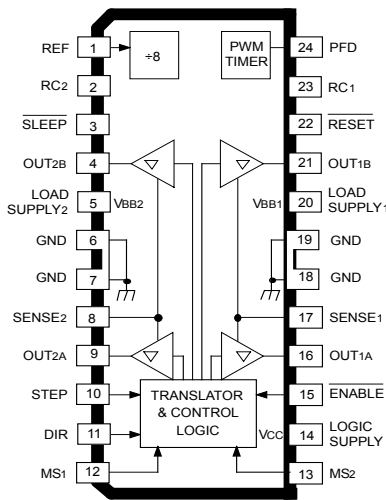 REF 1 ÷8 PWM TIMER 24 PFD
RC2 2 23 RC1
SLEEP 3 22 RESET
OUT2B 4 21 OUT1B
LOAD SUPPLY2 5 VBB2 VBB1 20 LOAD SUPPLY1
GND 6 19 GND
GND 7 18 GND
SENSE2 8 17 SENSE1
OUT2A 9 16 OUT1A
STEP 10 TRANSLATOR & CONTROL LOGIC 15 ENABLE
DIR 11 VCC 14 LOGIC SUPPLY
MS1 12 13 MS2